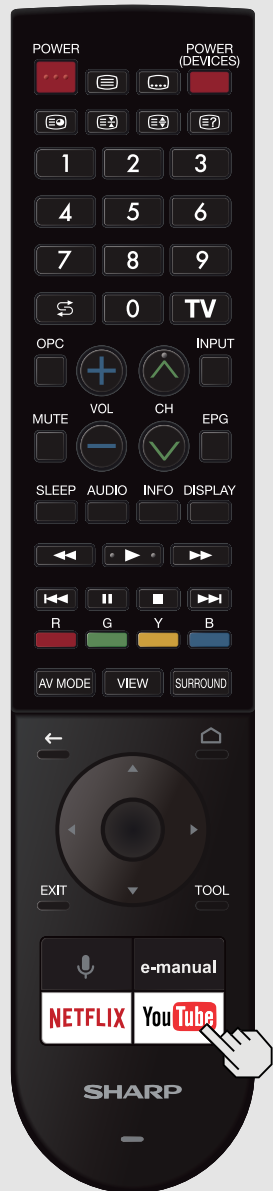 POWER POWER
(DEVICES)
1 2 3
4 5 6
7 8 9
0 TV
OPC INPUT
MUTE VOL CH EPG
SLEEP AUDIO INFO DISPLAY
R G Y B
AV MODE VIEW SURROUND
EXIT TOOL
e-manual
NETFLIX YouTube
SHARP